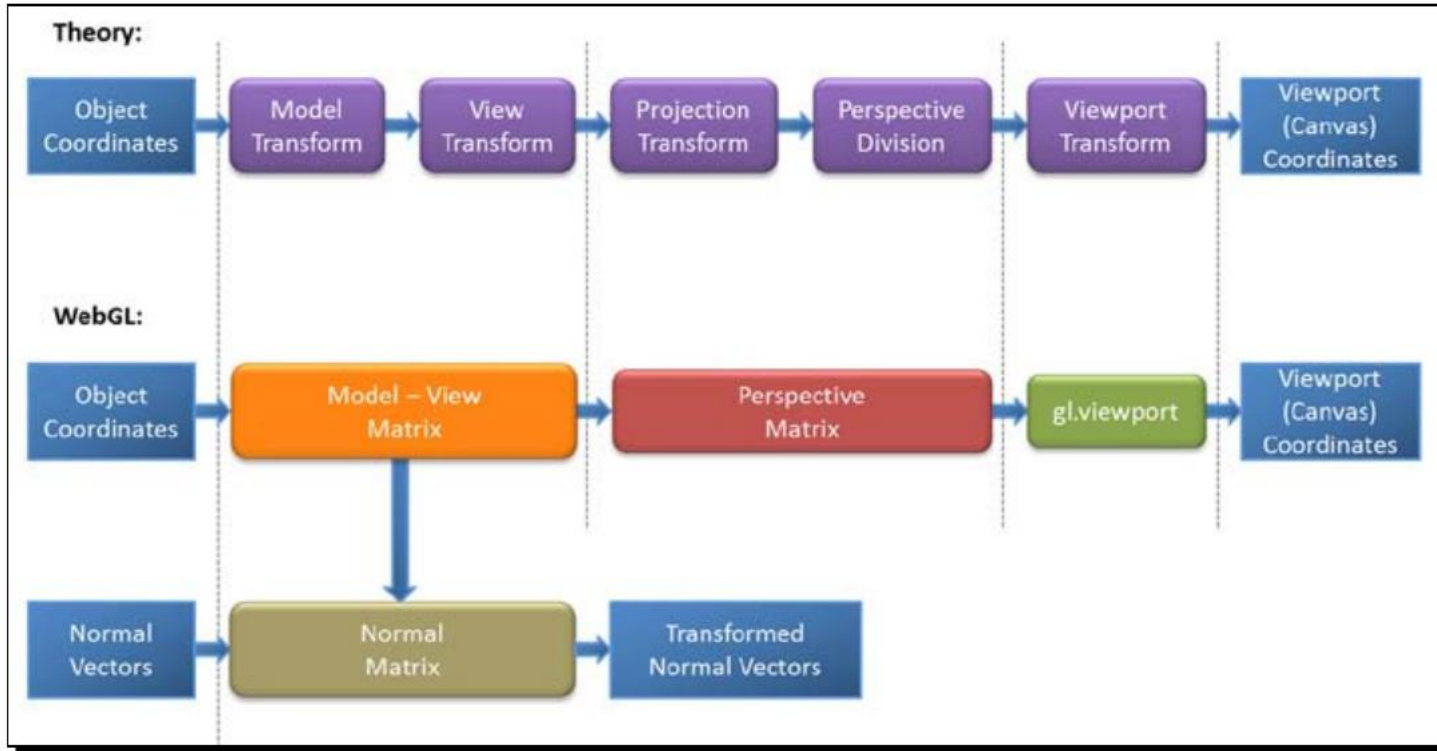 Theory:
Object
Coordinates
Model
Transform
View
Transform
Projection
Transform
Perspective
Division
Viewport
Transform
Viewport
(Canvas)
Coordinates
WebGL:
Object
Coordinates
Model – View
Matrix
Perspective
Matrix
gl.viewport
Viewport
(Canvas)
Coordinates
Normal
Vectors
Normal
Matrix
Transformed
Normal Vectors